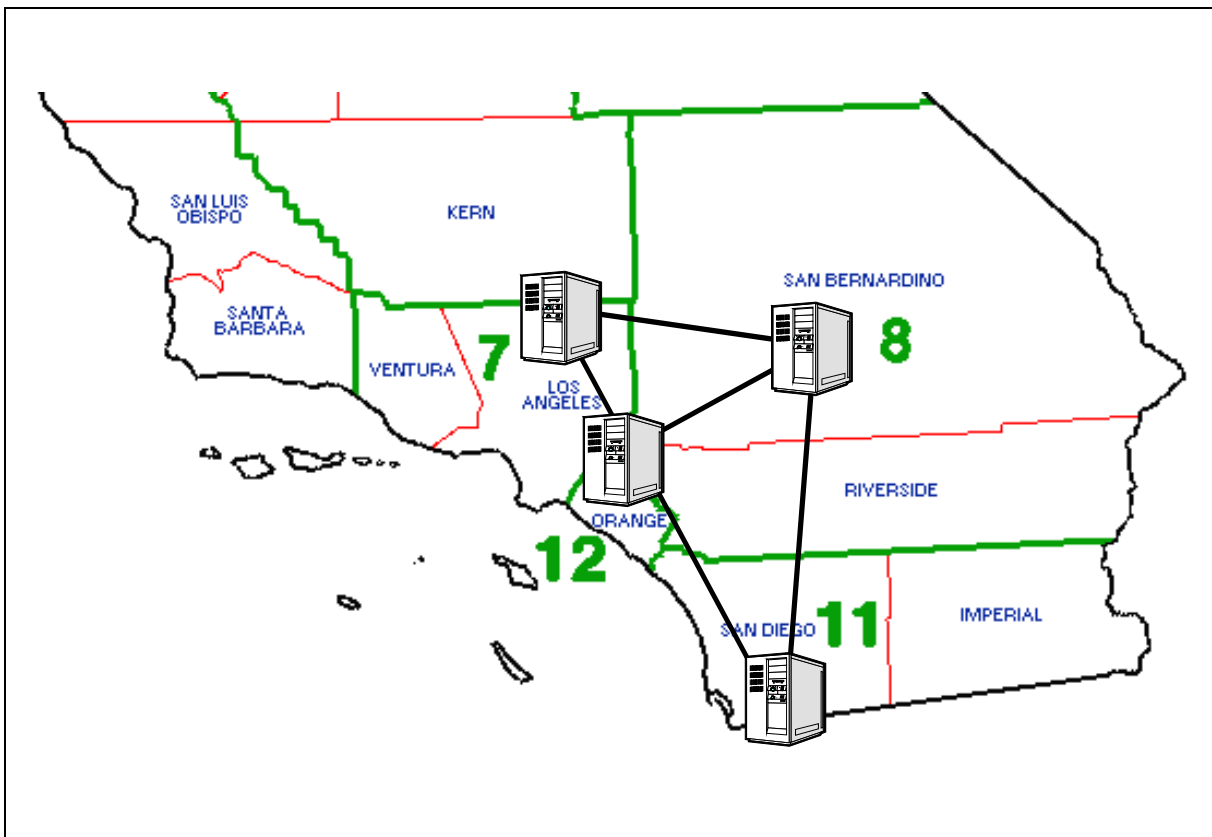 SAN LUIS
OBISPO
KERN
SAN BERNARDINO
SANTA
BARBARA
7
8
VENTURA
LOS
ANGELES
RIVERSIDE
ORANGE
12
11
SAN DIEGO
IMPERIAL